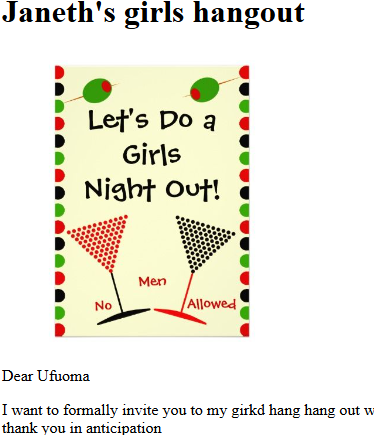 Janeth's girls hangout
Let's Do a
Girls
Night Out!
Men
No Allowed
Dear Ufuoma
I want to formally invite you to my girkd hang hang out
thank you in anticipation